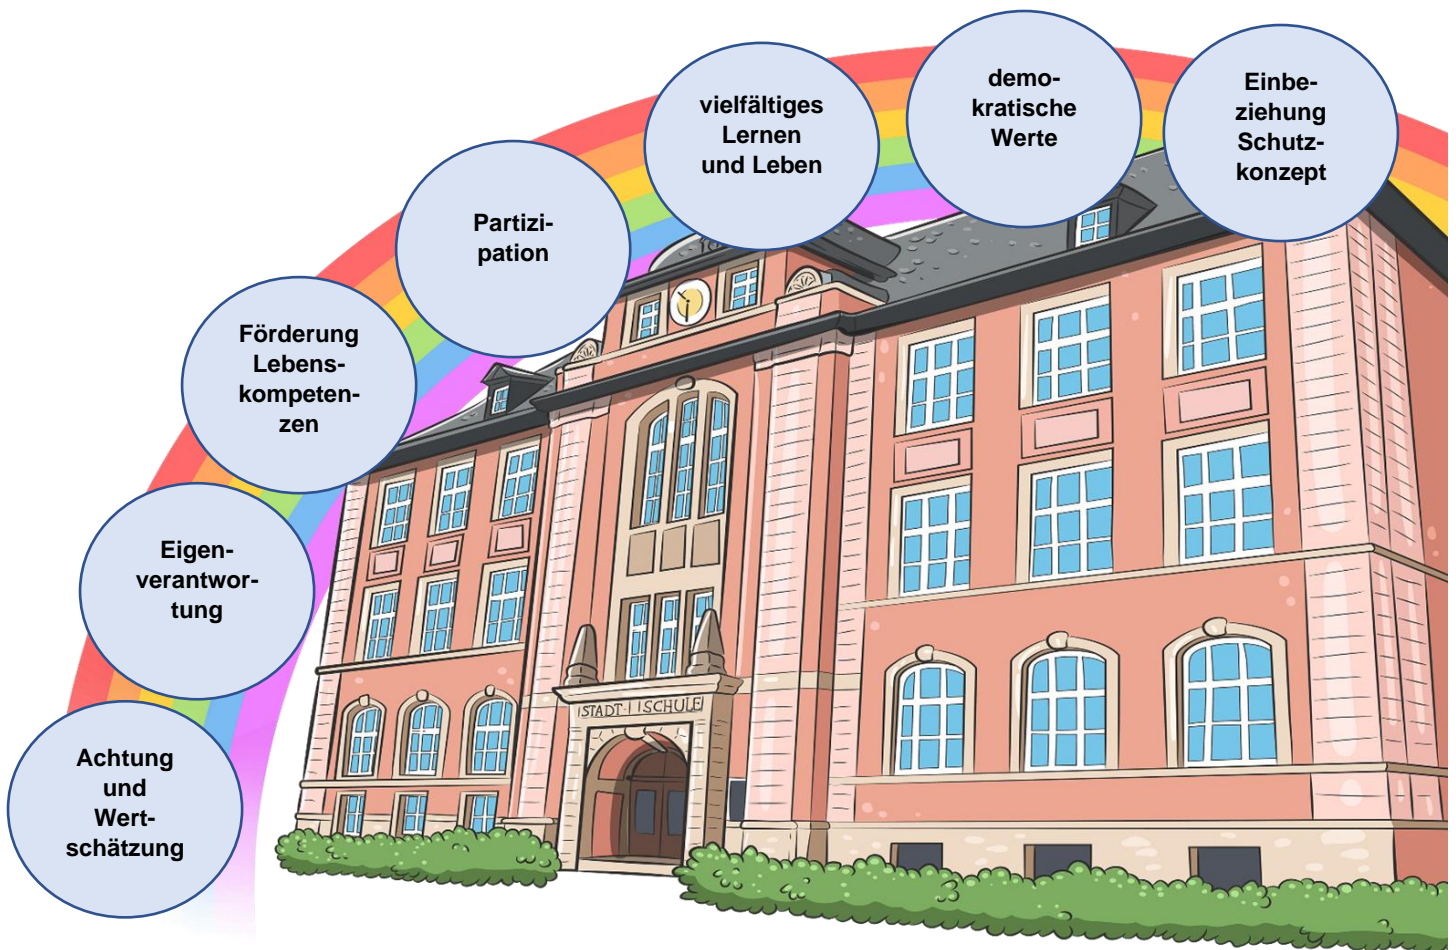 demo-
kratische
Werte
Einbe-
ziehung
Schutz-
konzept
vielfältiges
Lernen
und Leben
Partizi-
pation
Förderung
Lebens-
kompeten-
zen
Eigen-
verantwor-
tung
Achtung
und
Wert-
schätzung
STADT-
SCHULE